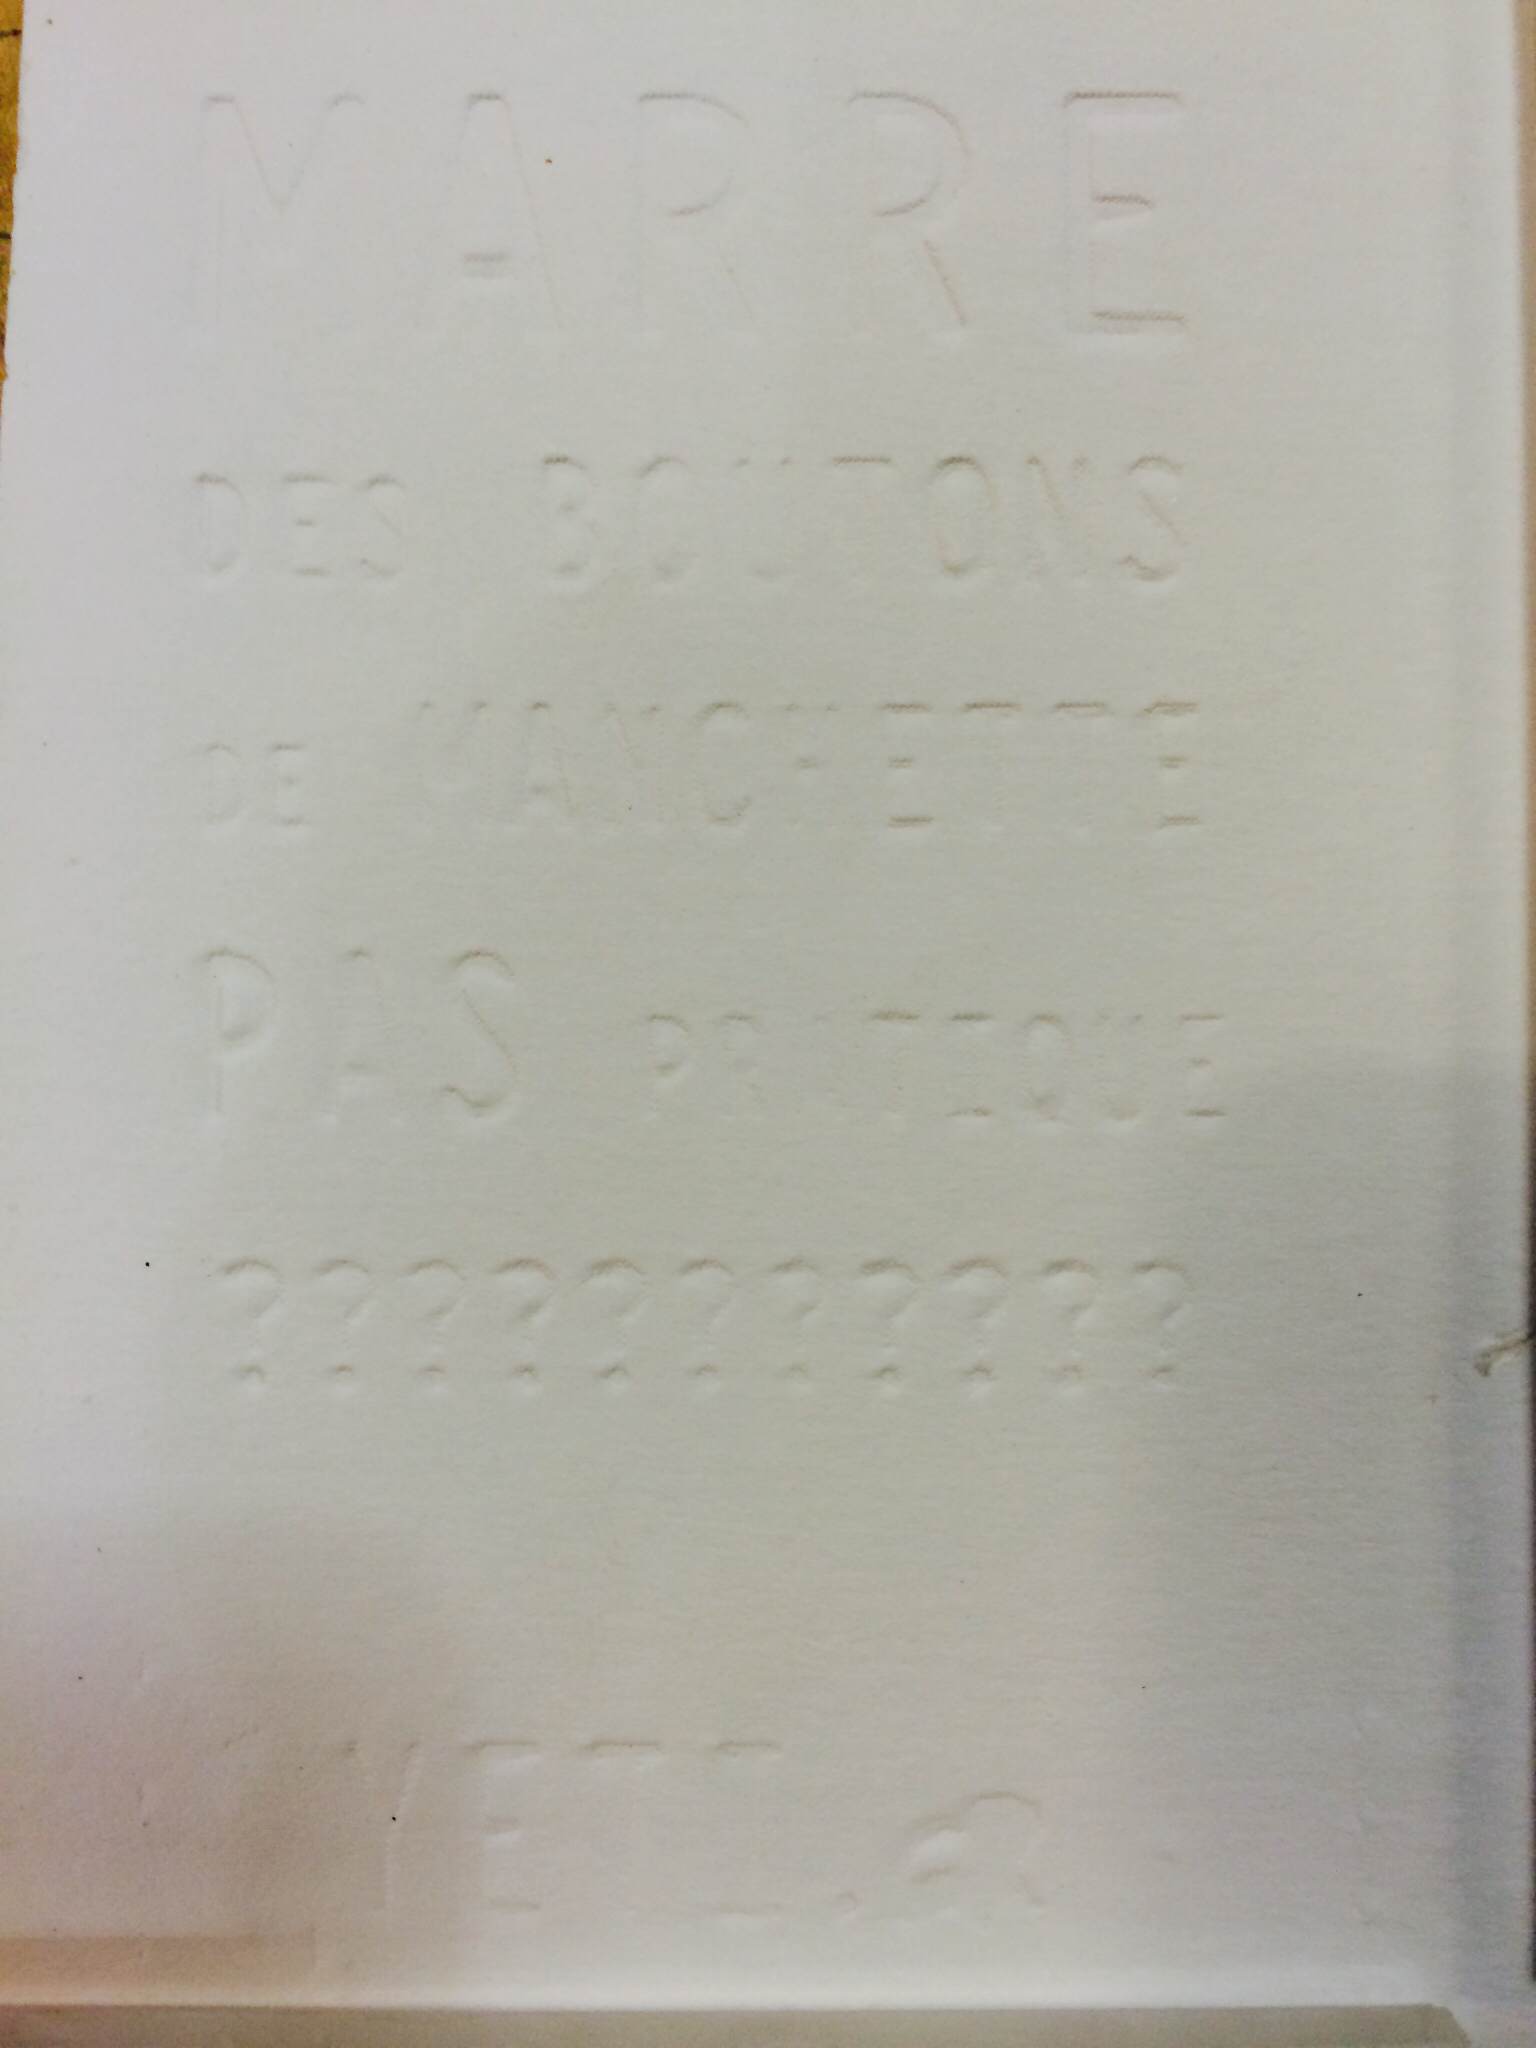 MARRE
DES BOUTONS
DE MANCHETTE
PAS PRATIQUE
???????????